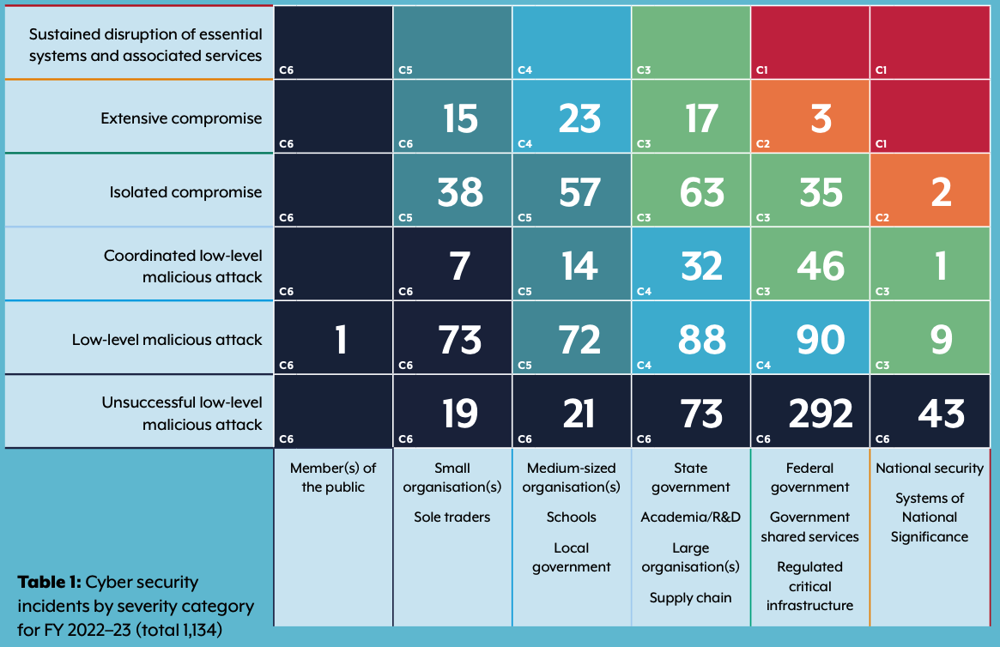 Sustained disruption of essential
systems and associated services
C6
C5
C4
C3
C1
C1
Extensive compromise
C6
15
C6
23
C4
17
C3
3
C2
C1
Isolated compromise
C6
38
C5
57
C5
63
C3
35
C3
2
C2
Coordinated low-level
malicious attack
C6
7
C6
14
C5
32
C4
46
C3
1
C3
Low-level malicious attack
1
C6
73
C6
72
C5
88
C4
90
C4
9
C3
Unsuccessful low-level
malicious attack
C6
19
C6
21
C6
73
C6
292
C6
43
C6
Member(s) of
the public
Small
organisation(s)
Sole traders
Medium-sized
organisation(s)
Schools
Local
government
State
government
Academia/R&D
Large
organisation(s)
Supply chain
Federal
government
Government
shared services
Regulated
critical
infrastructure
National security
Systems of
National
Significance
Table 1: Cyber security
incidents by severity category
for FY 2022–23 (total 1,134)